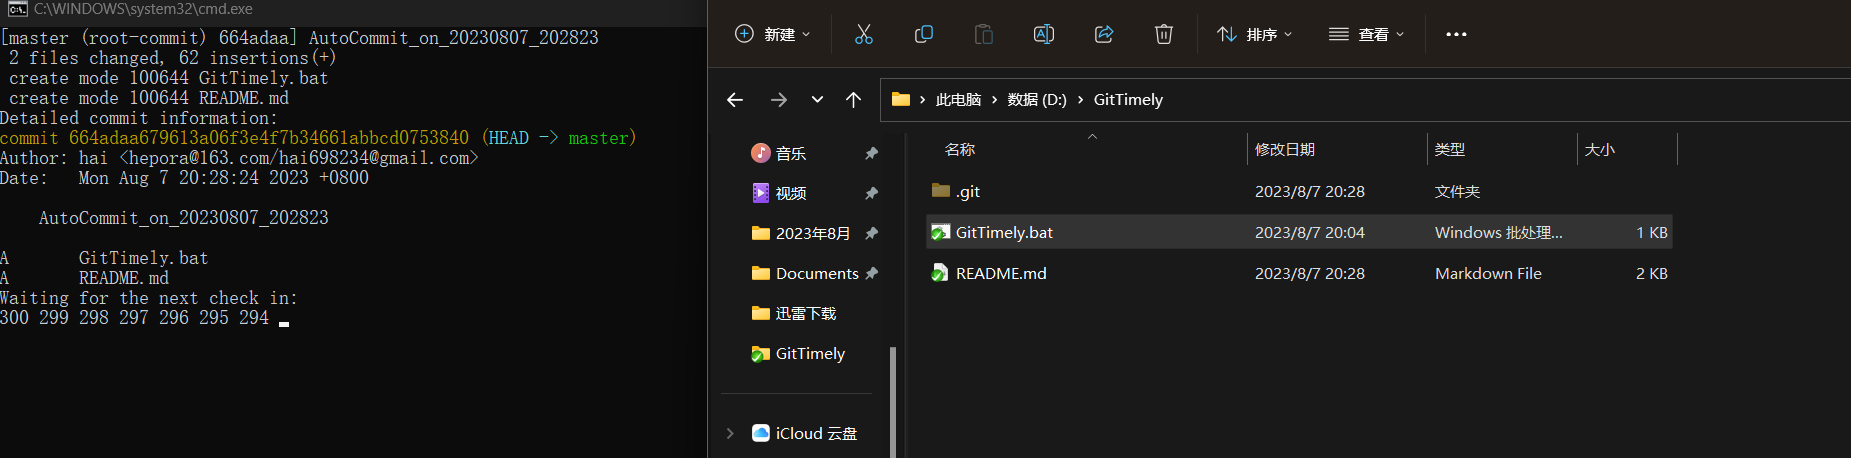 C:\WINDOWS\system32\cmd.exe
[master (root-commit) 664adaa] AutoCommit_on_20230807_202823
2 files changed, 62 insertions(+)
create mode 100644 GitTimely.bat
create mode 100644 README.md
Detailed commit information:
commit 664adaa679613a06f3e4f7b34661abbcd0753840 (HEAD -> master)
Author: hai <hepora@163.com/hai698234@gmail.com>
Date:   Mon Aug 7 20:28:24 2023 +0800
AutoCommit_on_20230807_202823
A       GitTimely.bat
A       README.md
Waiting for the next check in:
300 299 298 297 296 295 294
新建 排序 查看
此电脑 › 数据 (D:) › GitTimely
音乐
视频
2023年8月
Documents
迅雷下载
GitTimely
iCloud 云盘
名称 修改日期 类型 大小
.git 2023/8/7 20:28 文件夹
GitTimely.bat 2023/8/7 20:04 Windows 批处理... 1 KB
README.md 2023/8/7 20:28 Markdown File 2 KB